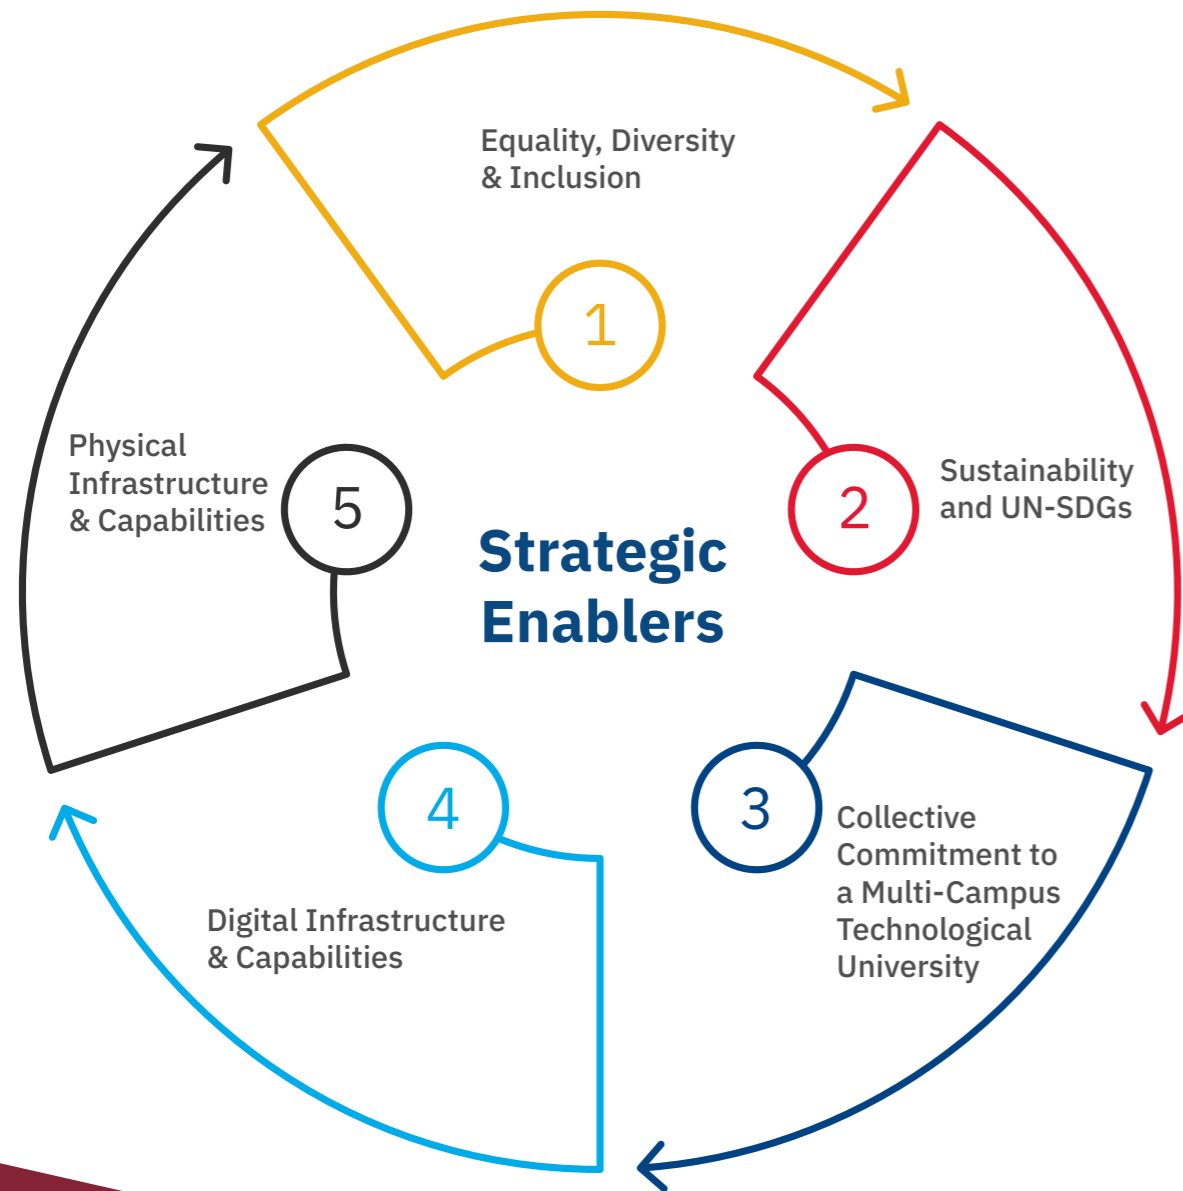 Equality, Diversity
& Inclusion
1
2
Sustainability
and UN-SDGs
3
Collective
Commitment to
a Multi-Campus
Technological
University
4
Digital Infrastructure
& Capabilities
5
Physical
Infrastructure
& Capabilities
Strategic
Enablers